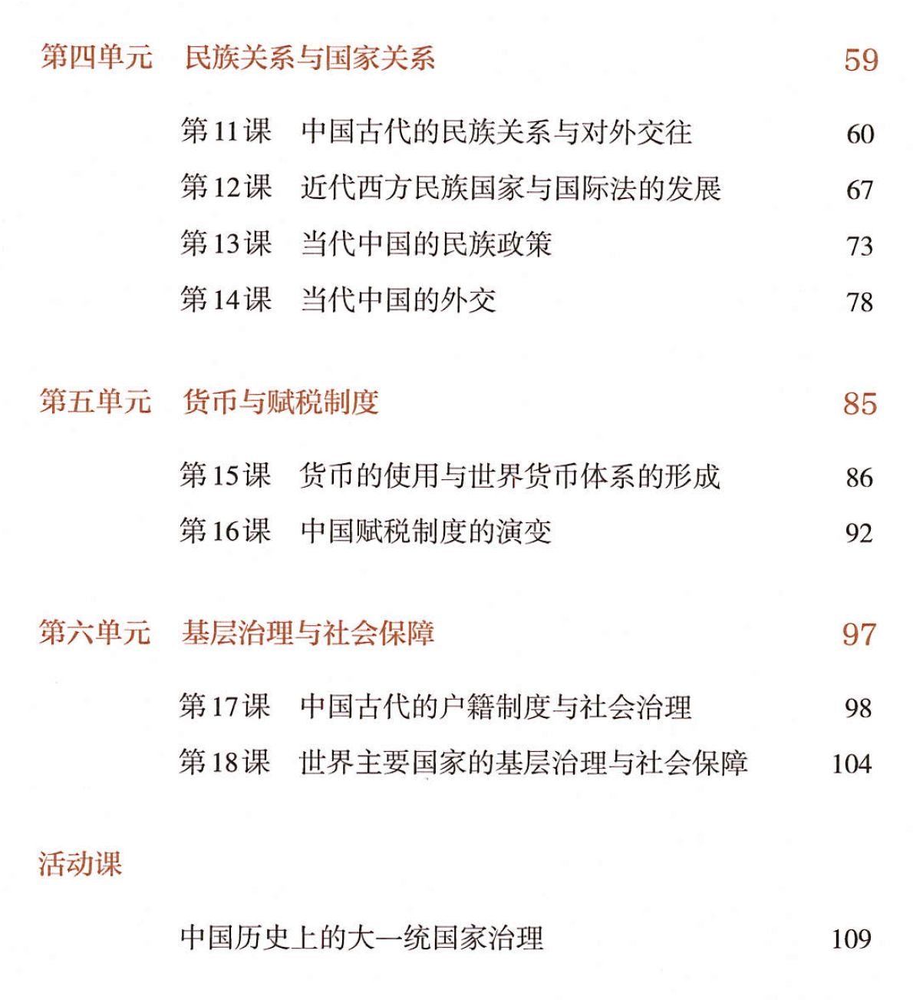 第四单元 民族关系与国家关系 59
第11课 中国古代的民族关系与对外交往 60
第12课 近代西方民族国家与国际法的发展 67
第13课 当代中国的民族政策 73
第14课 当代中国的外交 78
第五单元 货币与赋税制度 85
第15课 货币的使用与世界货币体系的形成 86
第16课 中国赋税制度的演变 92
第六单元 基层治理与社会保障 97
第17课 中国古代的户籍制度与社会治理 98
第18课 世界主要国家的基层治理与社会保障 104
活动课
中国历史上的大一统国家治理 109